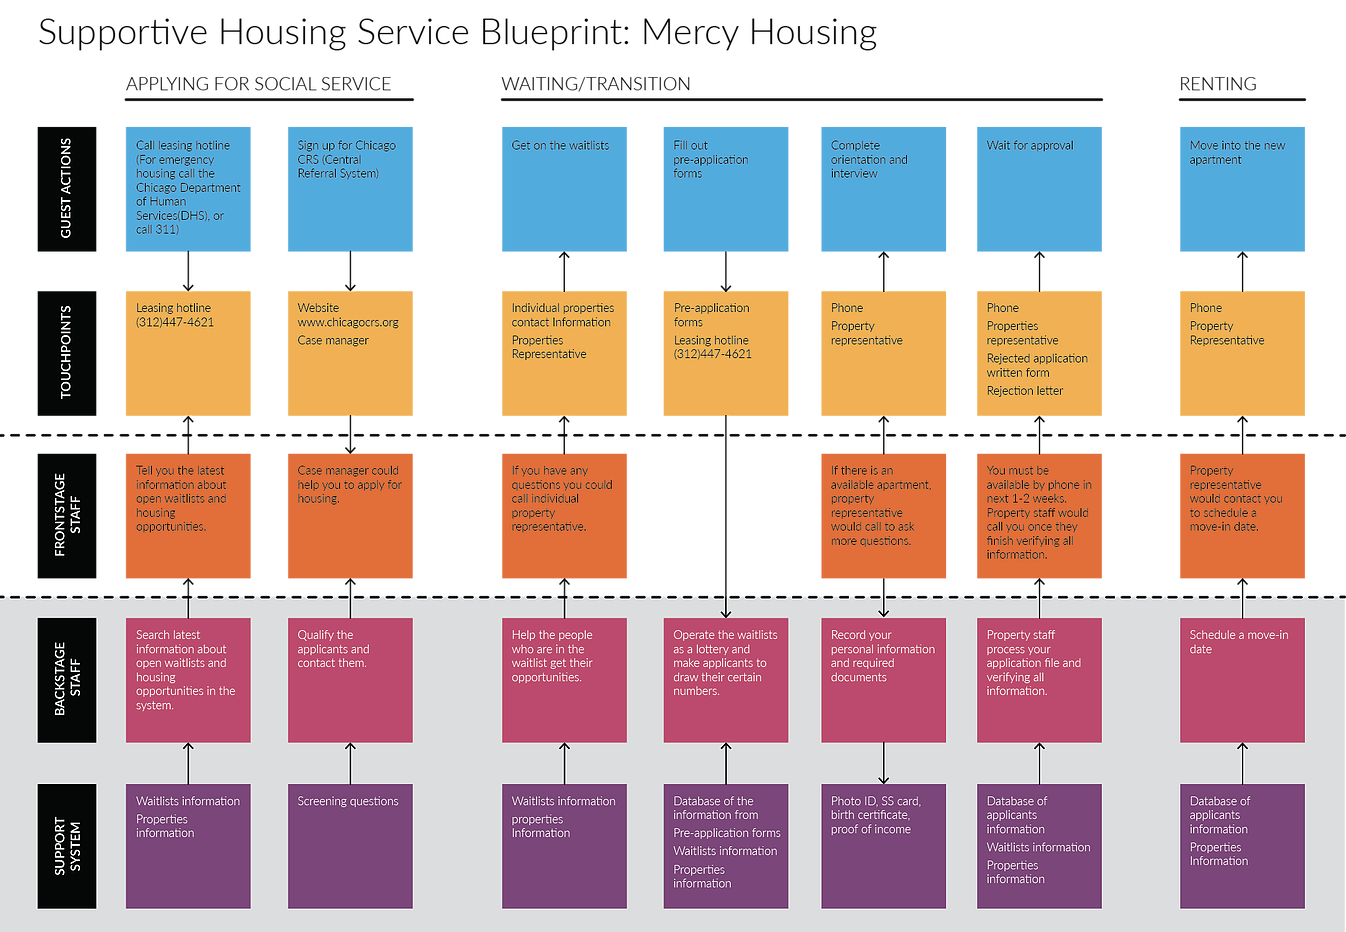 Supportive Housing Service Blueprint: Mercy Housing
APPLYING FOR SOCIAL SERVICE
WAITING/TRANSITION
RENTING
GUEST ACTIONS
Call leasing hotline
(For emergency
housing call the
Chicago Department
of Human
Services(DHS), or
call 311)
Sign up for Chicago
CRS (Central
Referral System)
Get on the waitlists
Fill out
pre-application
forms
Complete
orientation and
interview
Wait for approval
Move into the new
apartment
TOUCHPOINTS
Leasing hotline
(312)447-4621
Website
www.chicagocrs.org
Case manager
Individual properties
contact Information
Properties
Representative
Pre-application
forms
Leasing hotline
(312)447-4621
Phone
Property
representative
Phone
Properties
representative
Rejected application
written form
Rejection letter
Phone
Property
Representative
FRONTSTAGE
STAFF
Tell you the latest
information about
open waitlists and
housing
opportunities.
Case manager could
help you to apply for
housing.
If you have any
questions you could
call individual
property
representative.
If there is an
available apartment,
property
representative
would call to ask
more questions.
You must be
available by phone in
next 1-2 weeks.
Property staff would
call you once they
finish verifying all
information.
Property
representative
would contact you
to schedule a
move-in date.
BACKSTAGE
STAFF
Search latest
information about
open waitlists and
housing
opportunities in the
system.
Qualify the
applicants and
contact them.
Help the people
who are in the
waitlist get their
opportunities.
Operate the waitlists
as a lottery and
make applicants to
draw their certain
numbers.
Record your
personal information
and required
documents
Property staff
process your
application file and
verifying all
information.
Schedule a move-in
date
SUPPORT
SYSTEM
Waitlists information
Properties
information
Screening questions
Waitlists information
properties
Information
Database of the
information from
Pre-application forms
Waitlists information
Properties
information
Photo ID, SS card,
birth certificate,
proof of income
Database of
applicants
information
Waitlists information
Properties
information
Database of
applicants
information
Properties
Information